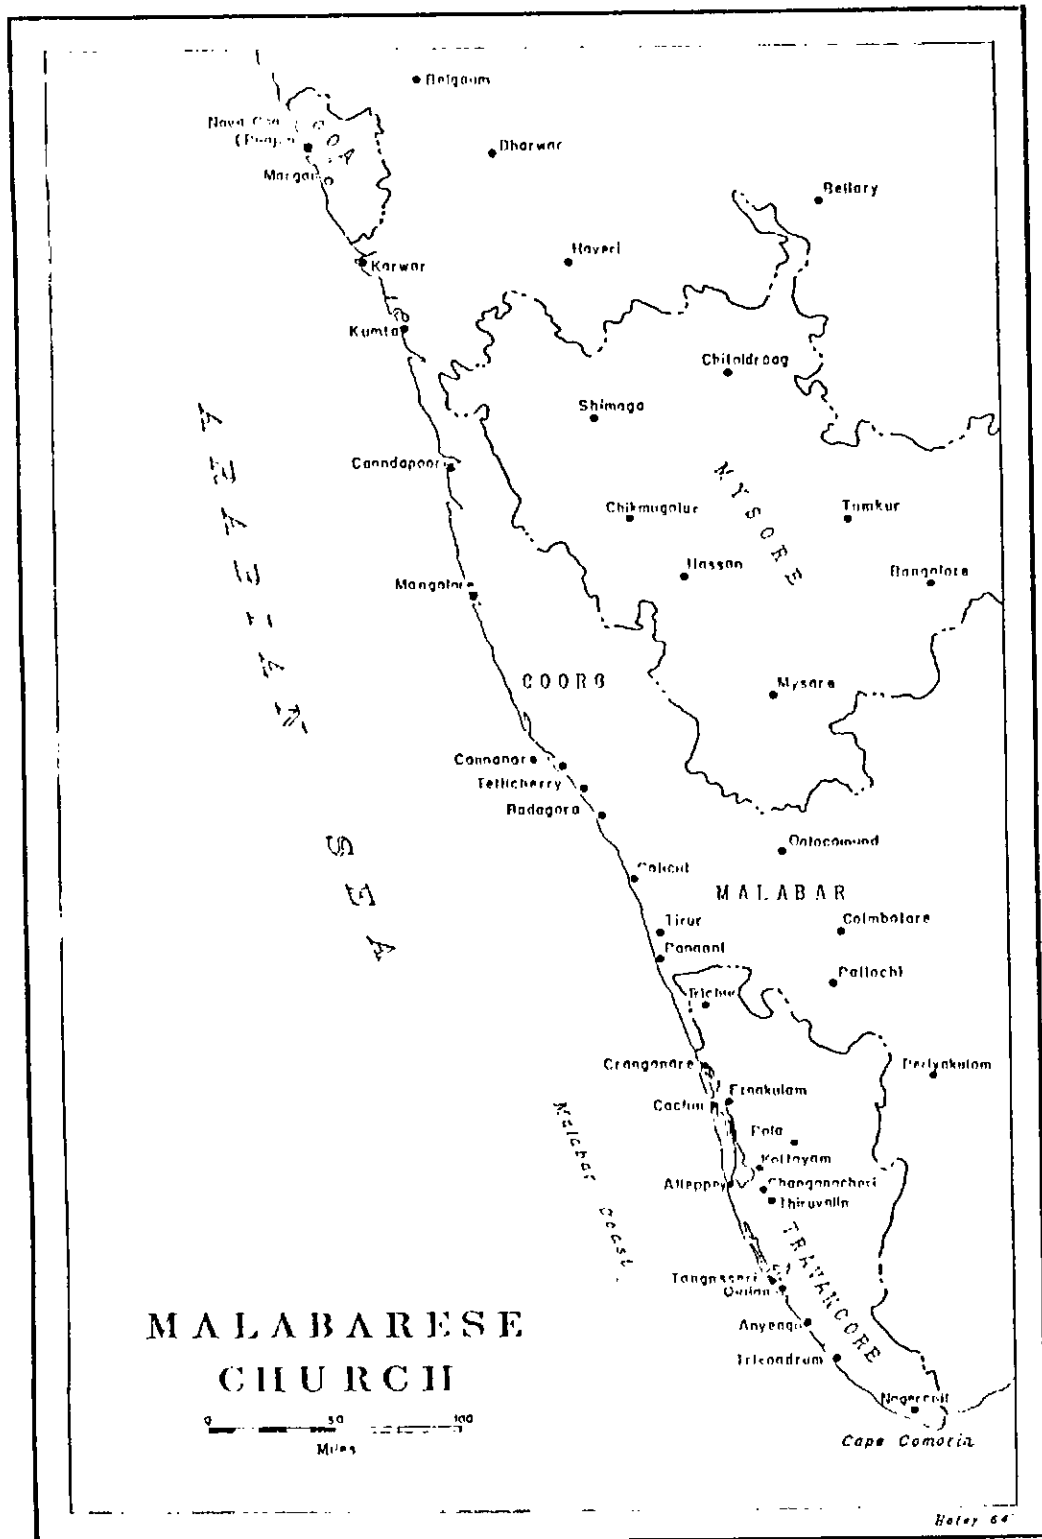 Belgaum
Nova Goa
(Panjim
GOA
Dharwar
Margao
Bellary
Haveri
Karwar
Kumta
Chitaldroog
Shimaga
ARABIAN SEA
Canndapoor
MYSORE
Chikmugalur
Tumkur
Hassan
Bangalore
Mangalore
COORG
Mysore
Cannanore
Tellicherry
Badagara
Ootacamund
Calicut
MALABAR
Tirur
Coimbatore
Ponnani
Pollachi
Trichur
Cranganore
Periyakulam
Ernakulam
Cochin
Malabar Coast
Pala
Kottayam
Alleppey
Changanacheri
Thiruvalla
TRAVANCORE
Tangasseri
Quilon
Anyengo
Tricondrum
MALABARESE
CHURCH
Nagercoil
0 50 100
Miles
Cape Comorin
Haley 64